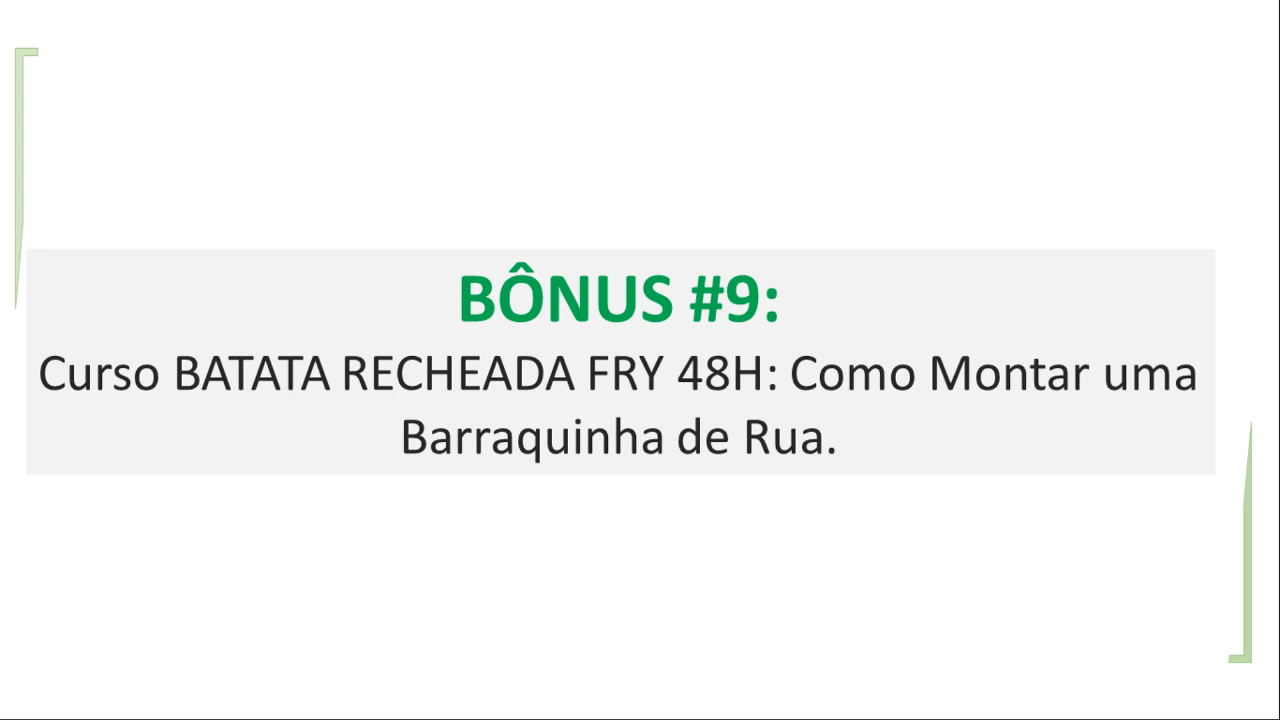 BÔNUS #9:
Curso BATATA RECHEADA FRY 48H: Como Montar uma
Barraquinha de Rua.